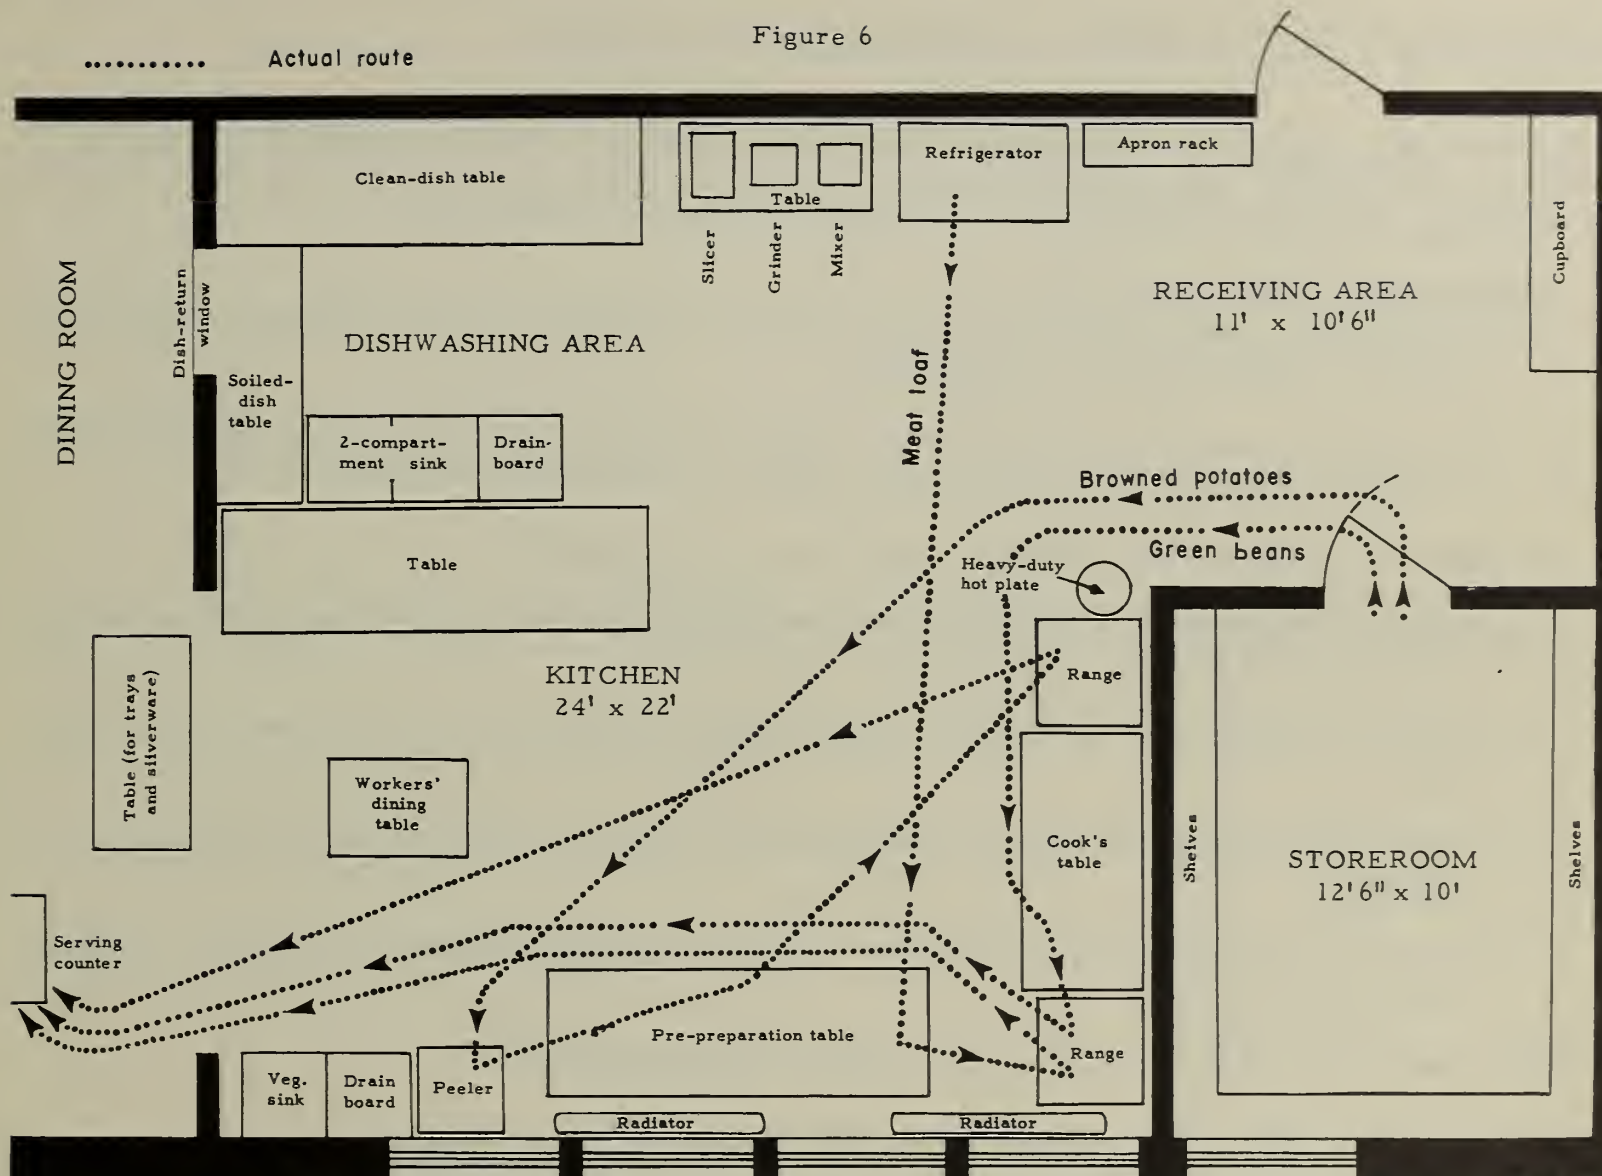 Figure 6
Actual route
Clean-dish table
Table
Slicer
Grinder
Mixer
Refrigerator
Apron rack
Cupboard
RECEIVING AREA
11' x 10'6"
DINING ROOM
Dish-return
window
DISHWASHING AREA
Soiled-
dish
table
2-compart-
ment sink
Drain-
board
Meat loaf
Browned potatoes
Green beans
Heavy-duty
hot plate
Table
KITCHEN
24' x 22'
Range
Table (for trays
and silverware)
Workers'
dining
table
Cook's
table
Shelves
STOREROOM
12'6" x 10'
Shelves
Serving
counter
Pre-preparation table
Range
Veg.
sink
Drain
board
Peeler
Radiator
Radiator